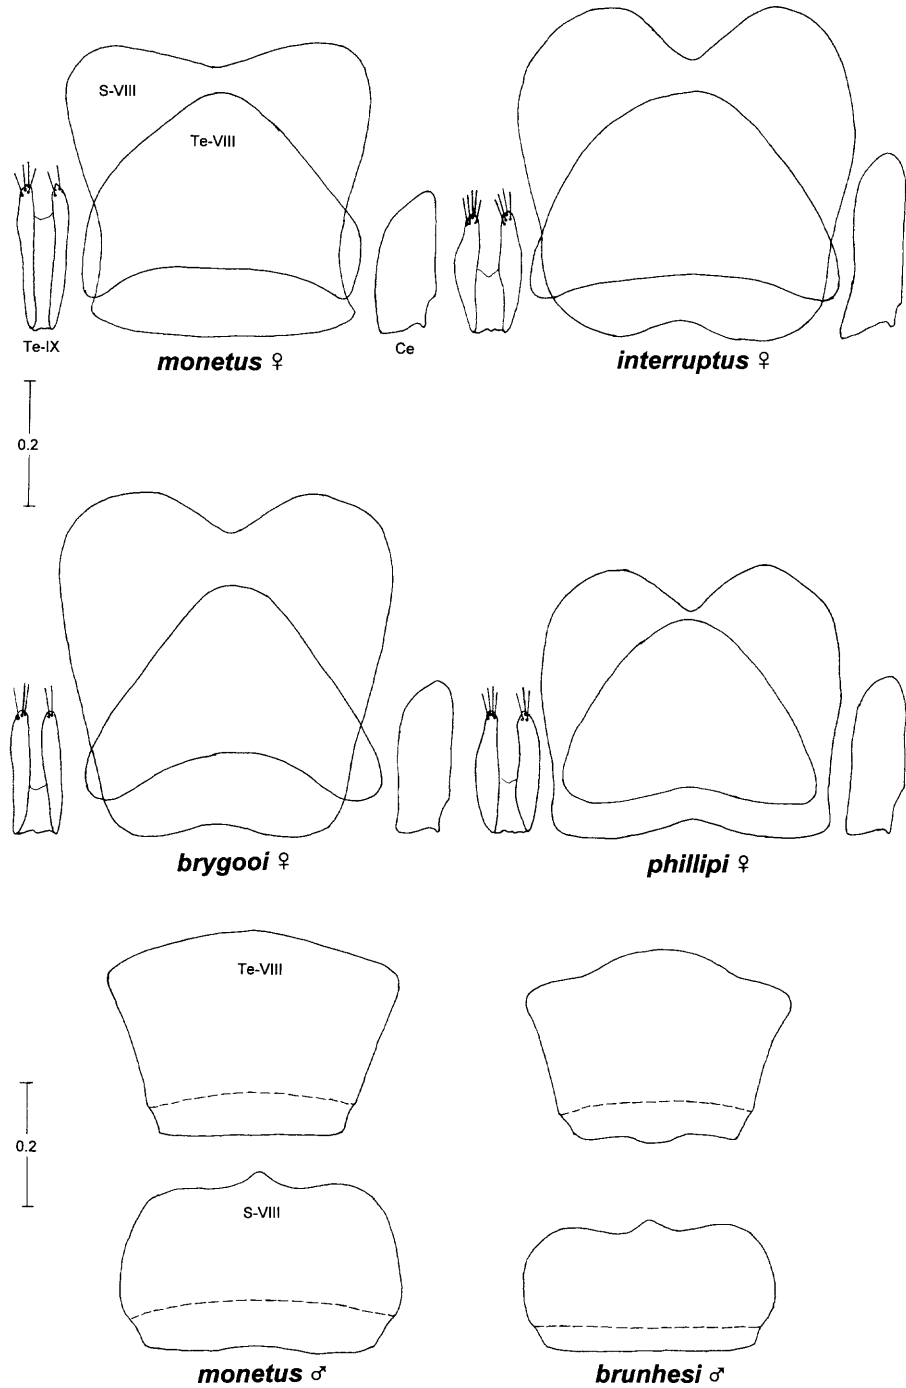 S-VIII
Te-VIII
Te-IX
Ce
monetus ♀
interruptus ♀
0.2
brygooi ♀
phillipi ♀
Te-VIII
0.2
S-VIII
monetus ♂
brunhesi ♂